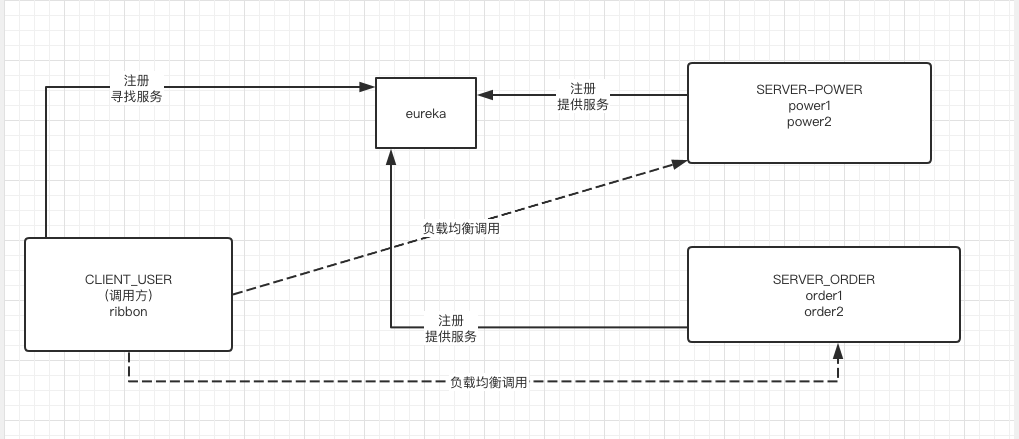 注册
寻找服务
eureka
注册
提供服务
SERVER-POWER
power1
power2
负载均衡调用
CLIENT_USER
(调用方)
ribbon
SERVER_ORDER
order1
order2
注册
提供服务
负载均衡调用